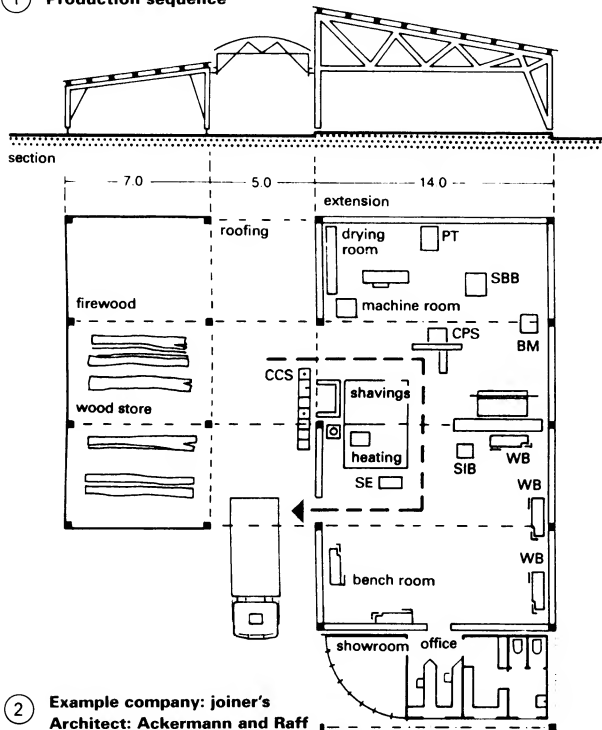 1 Production sequence
section
7.0 5.0 14.0
extension
roofing
drying room
PT
SBB
firewood
machine room
CPS
BM
CCS
shavings
wood store
heating
SIB
WB
SE
WB
WB
bench room
showroom office
2 Example company: joiner's
Architect: Ackermann and Raff